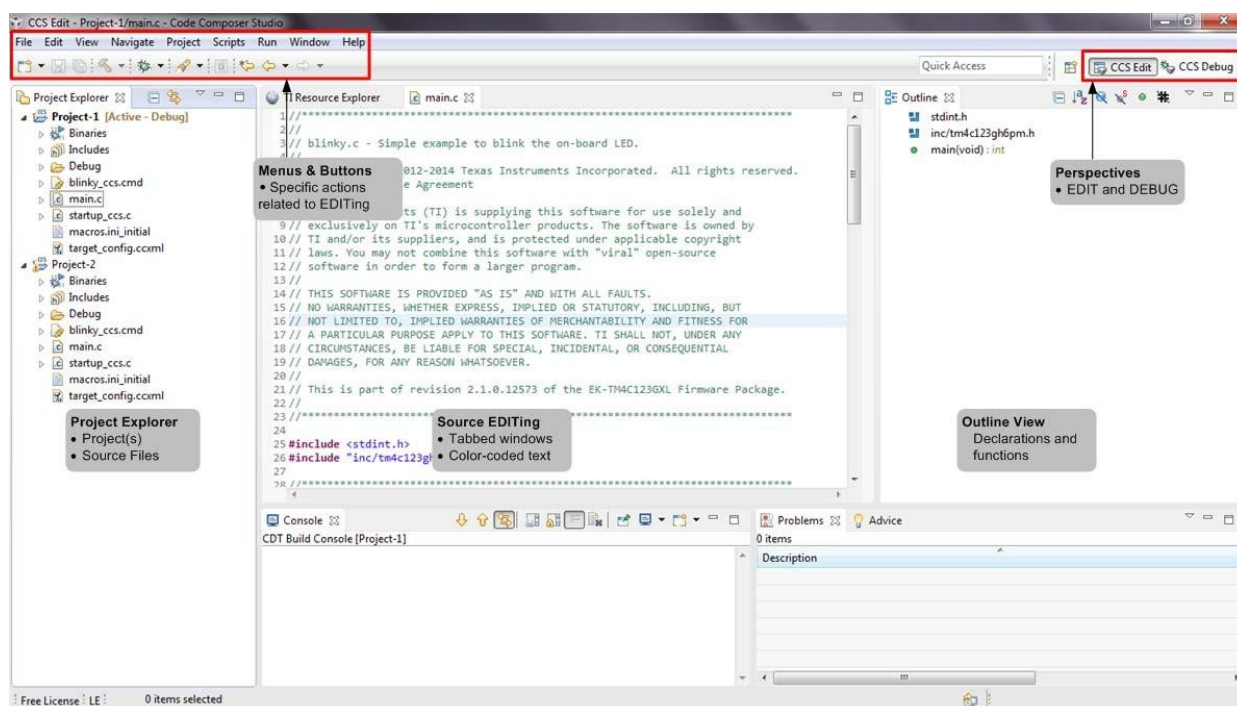 CCS Edit - Project-1/main.c - Code Composer Studio
File Edit View Navigate Project Scripts Run Window Help
Quick Access
CCS Edit CCS Debug
Project Explorer
Project-1 [Active - Debug]
Binaries
Includes
Debug
blinky_ccs.cmd
main.c
startup_ccs.c
macros.ini_initial
target_config.ccxml
Project-2
Binaries
Includes
Debug
blinky_ccs.cmd
main.c
startup_ccs.c
macros.ini_initial
target_config.ccxml
Project Explorer
• Project(s)
• Source Files
TI Resource Explorer main.c
1 //*****************************************************************************
2 //
3 // blinky.c - Simple example to blink the on-board LED.
Menus & Buttons
• Specific actions
related to EDITing
012-2014 Texas Instruments Incorporated. All rights reserved.
e Agreement
ts (TI) is supplying this software for use solely and
9 // exclusively on TI's microcontroller products. The software is owned by
10 // TI and/or its suppliers, and is protected under applicable copyright
11 // laws. You may not combine this software with "viral" open-source
12 // software in order to form a larger program.
13 //
14 // THIS SOFTWARE IS PROVIDED "AS IS" AND WITH ALL FAULTS.
15 // NO WARRANTIES, WHETHER EXPRESS, IMPLIED OR STATUTORY, INCLUDING, BUT
16 // NOT LIMITED TO, IMPLIED WARRANTIES OF MERCHANTABILITY AND FITNESS FOR
17 // A PARTICULAR PURPOSE APPLY TO THIS SOFTWARE. TI SHALL NOT, UNDER ANY
18 // CIRCUMSTANCES, BE LIABLE FOR SPECIAL, INCIDENTAL, OR CONSEQUENTIAL
19 // DAMAGES, FOR ANY REASON WHATSOEVER.
20 //
21 // This is part of revision 2.1.0.12573 of the EK-TM4C123GXL Firmware Package.
22 //
23 //*****************************************************************************
24
25 #include <stdint.h>
26 #include "inc/tm4c123gh
27
28 //*****************************************************************************
Source EDITing
• Tabbed windows
• Color-coded text
Outline
stdint.h
inc/tm4c123gh6pm.h
main(void) : int
Perspectives
• EDIT and DEBUG
Outline View
Declarations and
functions
Console
CDT Build Console [Project-1]
Problems Advice
0 items
Description
Free License LE 0 items selected